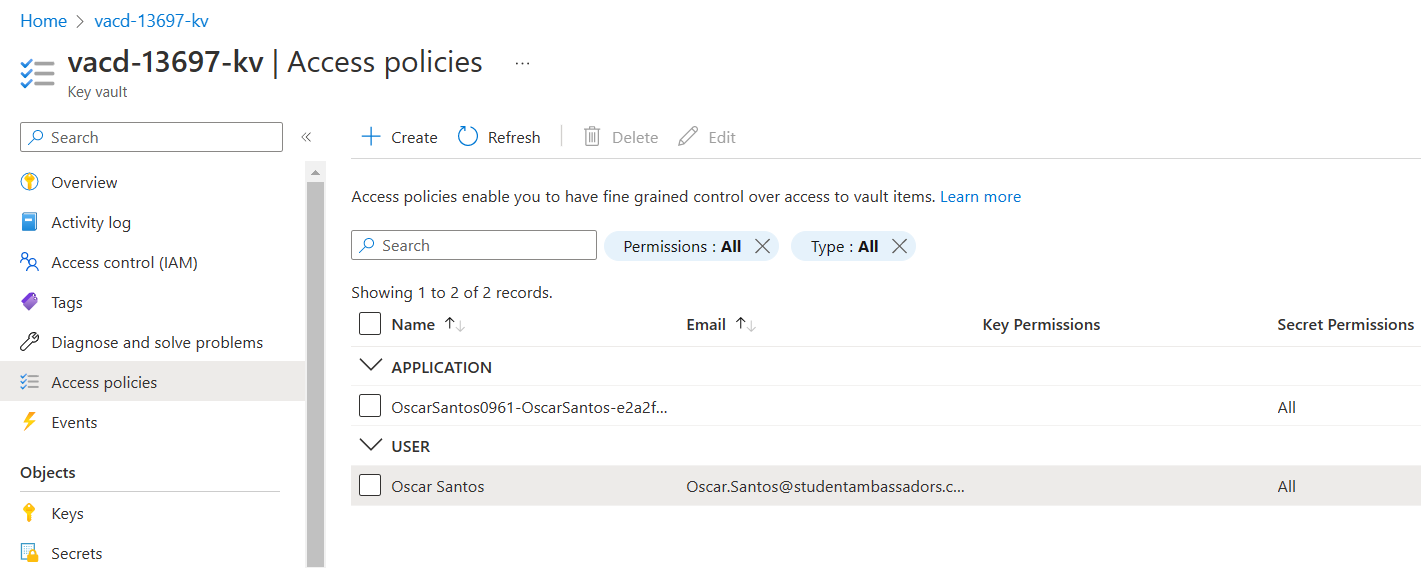 Home > vacd-13697-kv
vacd-13697-kv | Access policies ...
Key vault
Search «
Overview
Activity log
Access control (IAM)
Tags
Diagnose and solve problems
Access policies
Events
Objects
Keys
Secrets
Create Refresh Delete Edit
Access policies enable you to have fine grained control over access to vault items. Learn more
Search Permissions : All Type : All
Showing 1 to 2 of 2 records.
Name ↑↓ Email ↑↓ Key Permissions Secret Permissions
APPLICATION
OscarSantos0961-OscarSantos-e2a2f... All
USER
Oscar Santos Oscar.Santos@studentambassadors.c... All